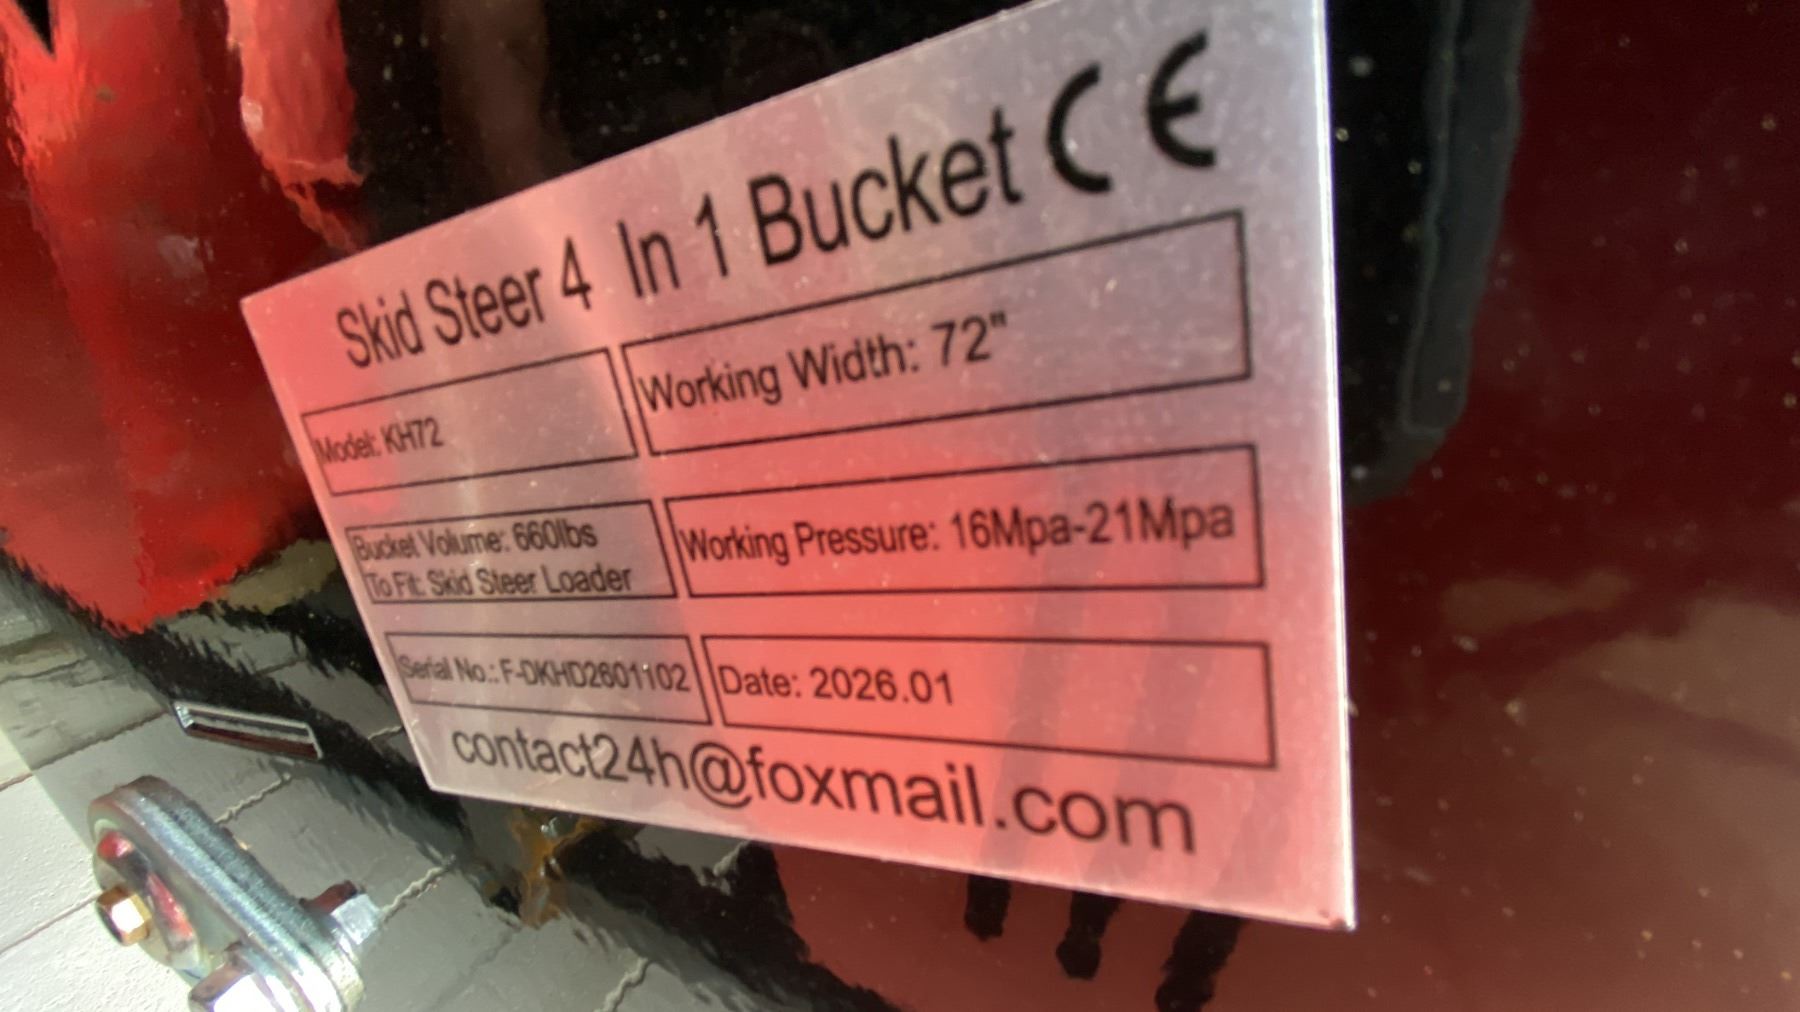 Skid Steer 4 In 1 Bucket CE
Model: KH72
Working Width: 72"
Bucket Volume: 660lbs
To Fit: Skid Steer Loader
Working Pressure: 16Mpa-21Mpa
Serial No.: F-DKHD2601102
Date: 2026.01
contact24h@foxmail.com